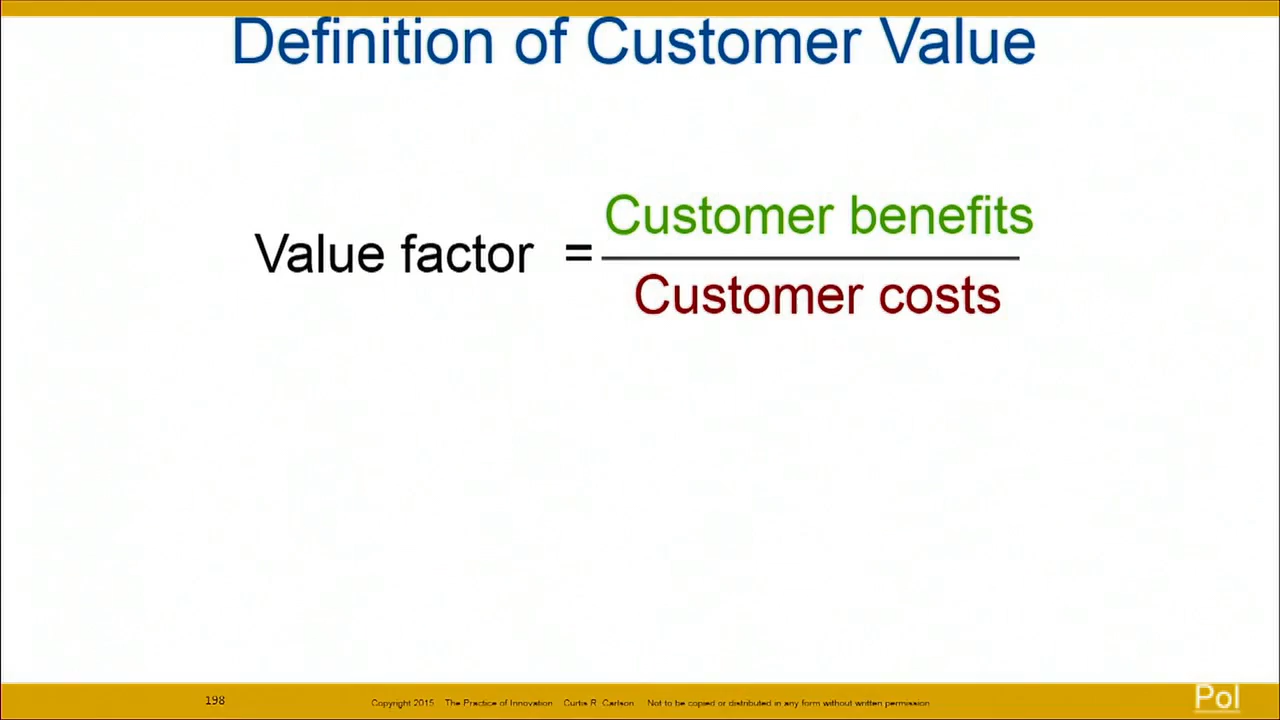 Definition of Customer Value
Customer benefits
Value factor =
Customer costs
198
Copyright 2015 The Practice of Innovation Curtis R. Carlson Not to be copied or distributed in any form without written permission
Pol